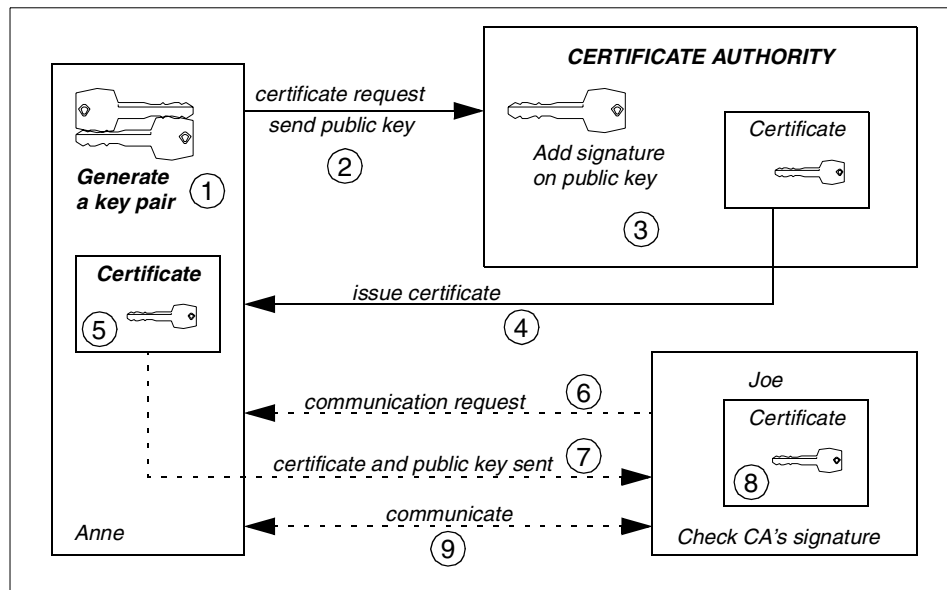 CERTIFICATE AUTHORITY
certificate request
send public key
2
Generate
a key pair
1
Add signature
on public key
3
Certificate
Certificate
5
issue certificate
4
communication request
6
certificate and public key sent
7
communicate
9
Anne
Joe
Certificate
8
Check CA's signature